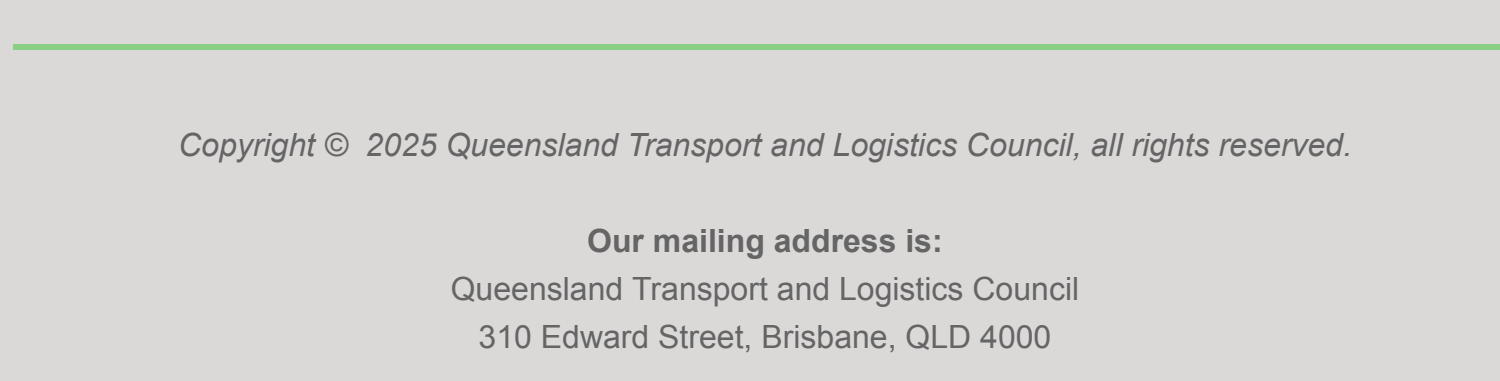 Copyright ©  2025 Queensland Transport and Logistics Council, all rights reserved.
Our mailing address is:
Queensland Transport and Logistics Council
310 Edward Street, Brisbane, QLD 4000